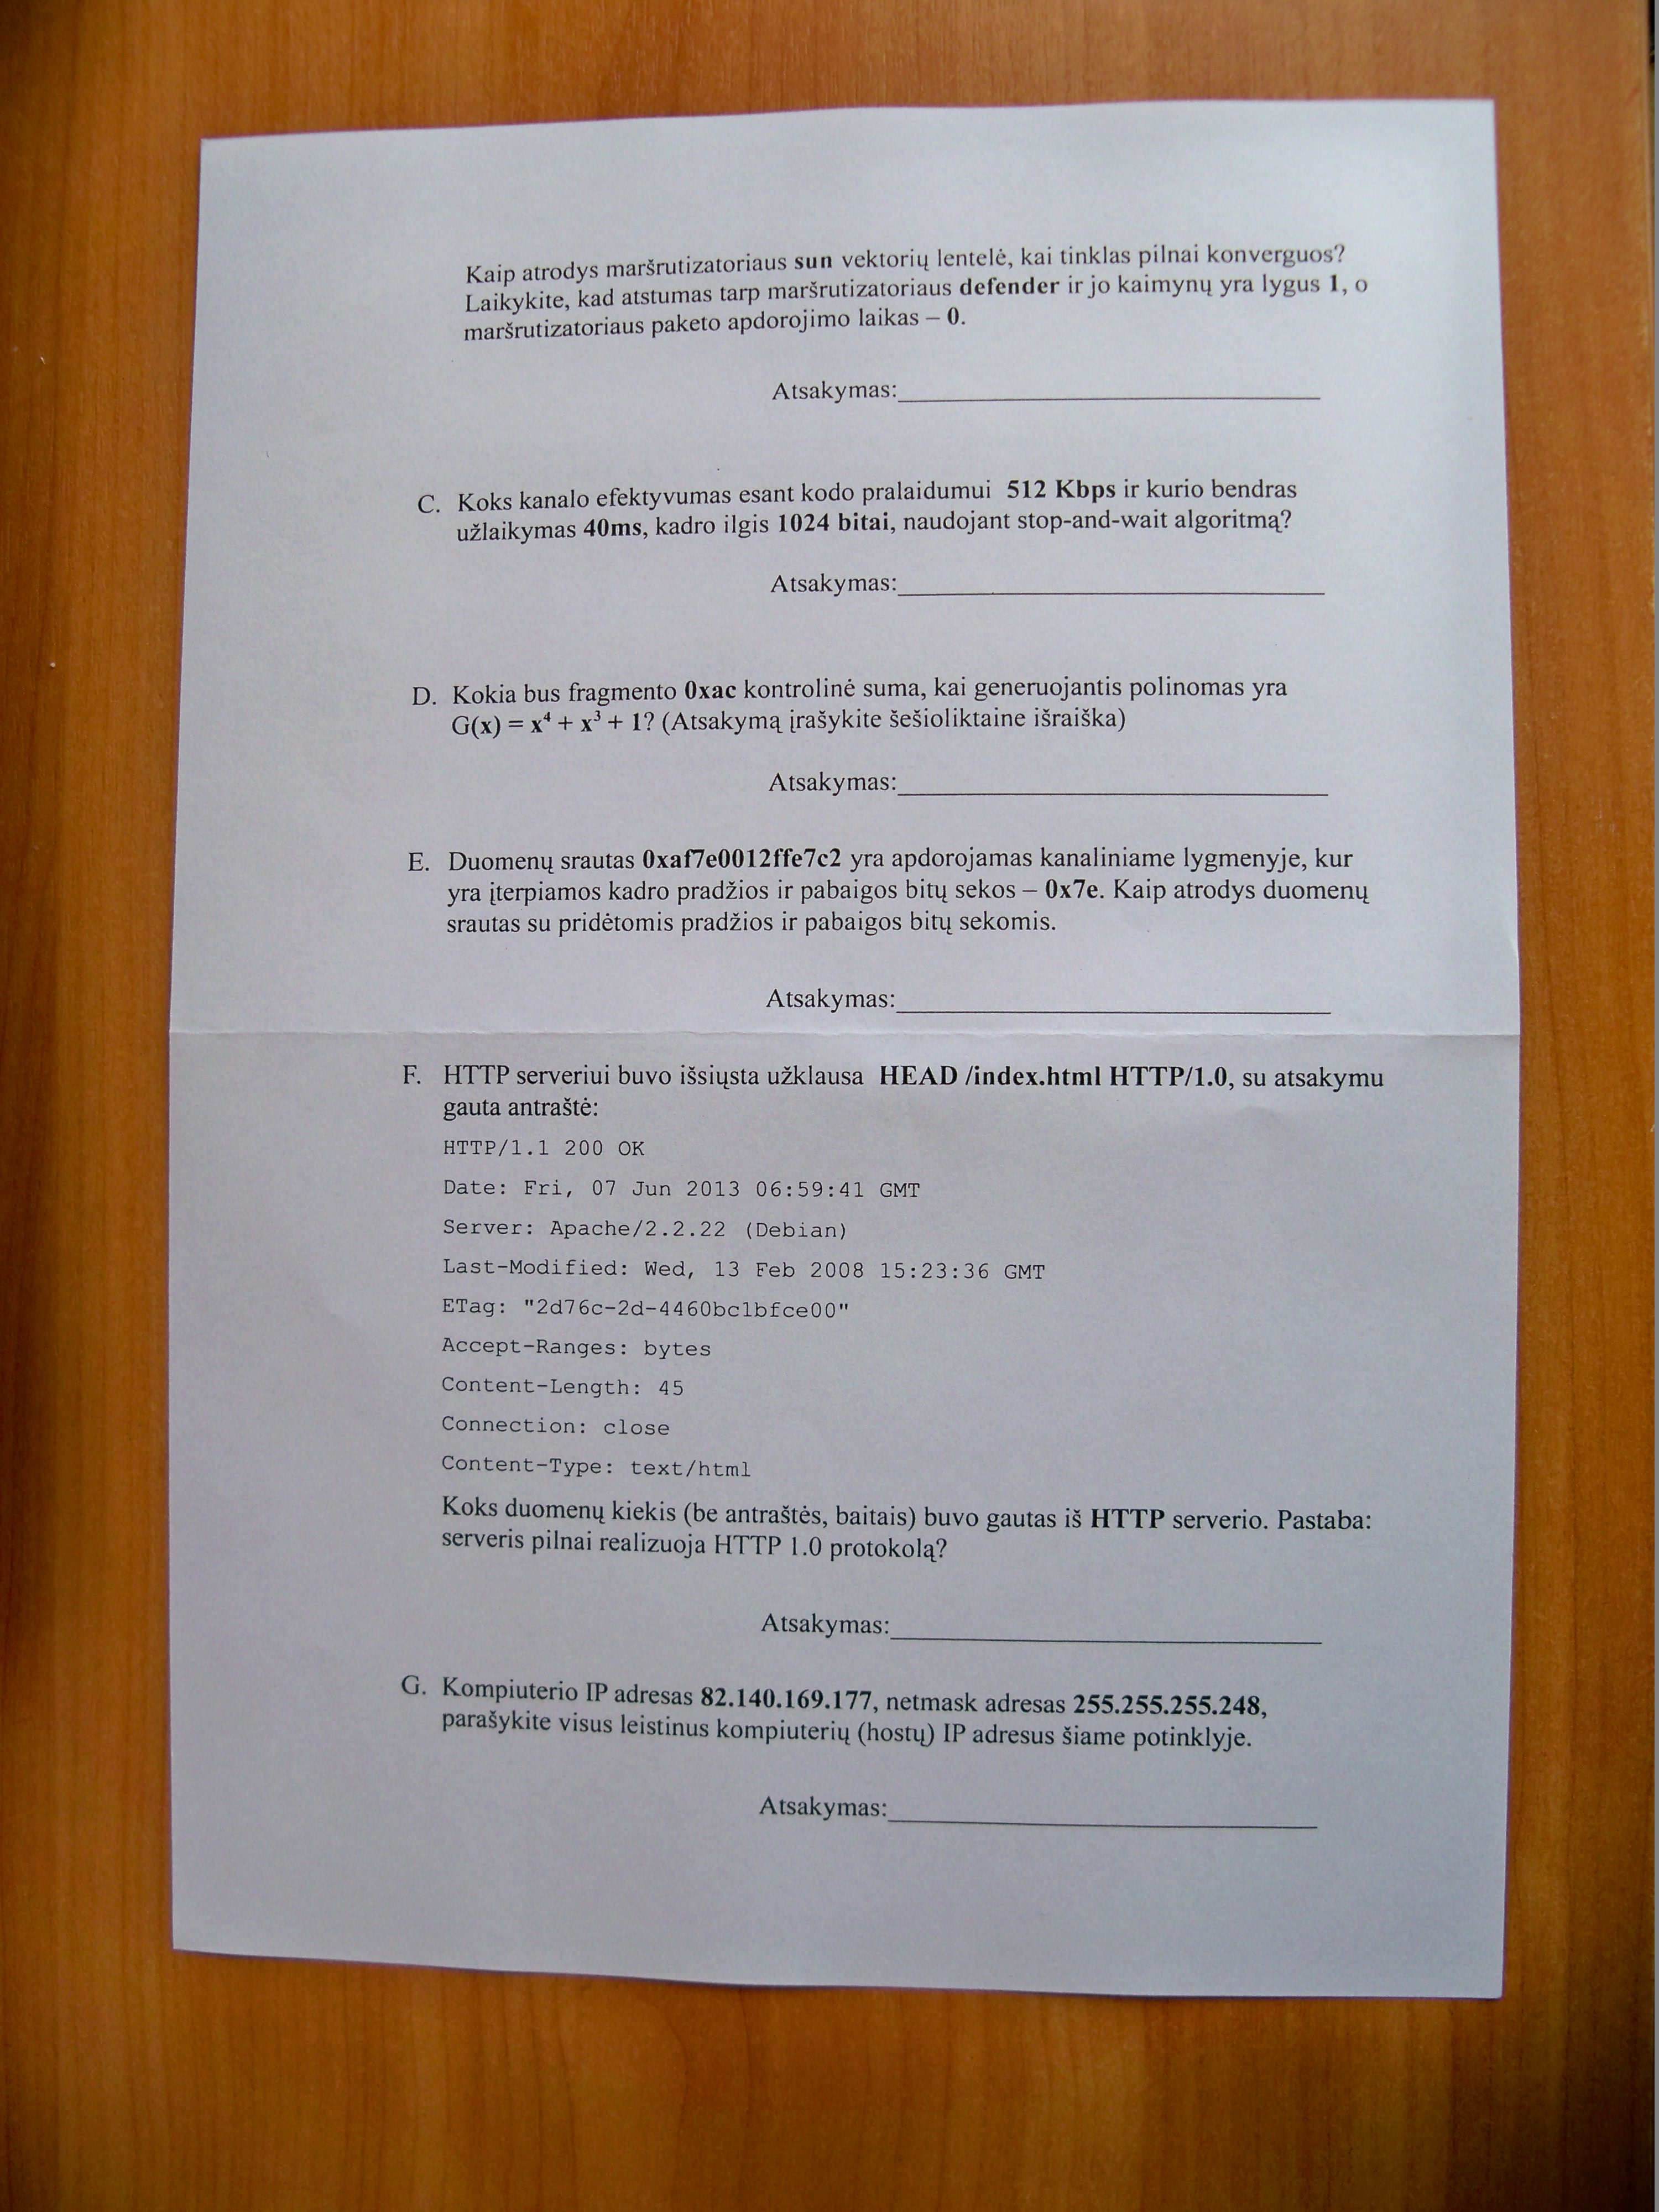 Kaip atrodys maršrutizatoriaus sun vektorių lentelė, kai tinklas pilnai konverguos?
Laikykite, kad atstumas tarp maršrutizatoriaus defender ir jo kaimynų yra lygus 1, o
maršrutizatoriaus paketo apdorojimo laikas – 0.
Atsakymas:
C. Koks kanalo efektyvumas esant kodo pralaidumui 512 Kbps ir kurio bendras
užlaikymas 40ms, kadro ilgis 1024 bitai, naudojant stop-and-wait algoritmą?
Atsakymas:
D. Kokia bus fragmento 0xac kontrolinė suma, kai generuojantis polinomas yra
G(x) = x⁴ + x³ + 1? (Atsakymą įrašykite šešioliktaine išraiška)
Atsakymas:
E. Duomenų srautas 0xaf7e0012ffe7c2 yra apdorojamas kanaliniame lygmenyje, kur
yra įterpiamos kadro pradžios ir pabaigos bitų sekos – 0x7e. Kaip atrodys duomenų
srautas su pridėtomis pradžios ir pabaigos bitų sekomis.
Atsakymas:
F. HTTP serveriui buvo išsiųsta užklausa HEAD /index.html HTTP/1.0, su atsakymu
gauta antraštė:
HTTP/1.1 200 OK
Date: Fri, 07 Jun 2013 06:59:41 GMT
Server: Apache/2.2.22 (Debian)
Last-Modified: Wed, 13 Feb 2008 15:23:36 GMT
ETag: "2d76c-2d-4460bc1bfce00"
Accept-Ranges: bytes
Content-Length: 45
Connection: close
Content-Type: text/html
Koks duomenų kiekis (be antraštės, baitais) buvo gautas iš HTTP serverio. Pastaba:
serveris pilnai realizuoja HTTP 1.0 protokolą?
Atsakymas:
G. Kompiuterio IP adresas 82.140.169.177, netmask adresas 255.255.255.248,
parašykite visus leistinus kompiuterių (hostų) IP adresus šiame potinklyje.
Atsakymas: